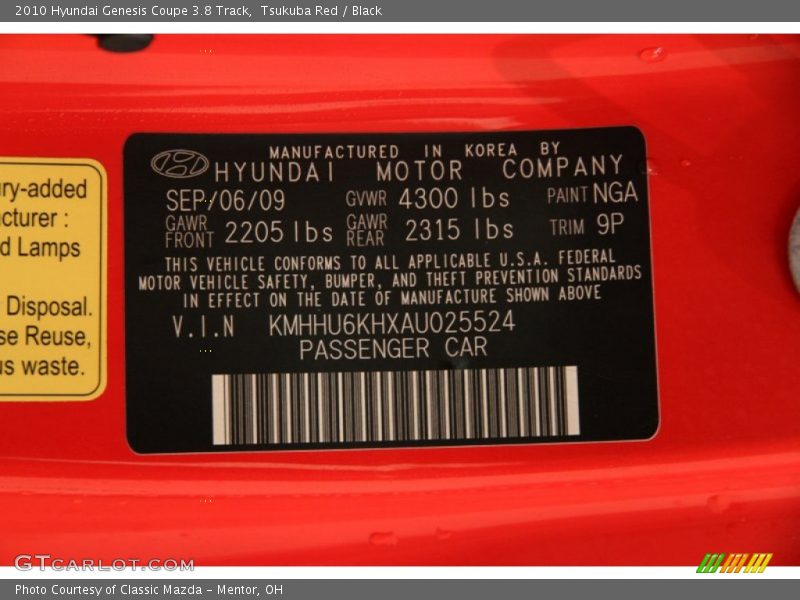 2010 Hyundai Genesis Coupe 3.8 Track, Tsukuba Red / Black
ry-added
cturer :
d Lamps
Disposal.
se Reuse,
us waste.
MANUFACTURED IN KOREA BY
HYUNDAI MOTOR COMPANY
SEP/06/09 GVWR 4300 lbs PAINT NGA
GAWR FRONT 2205 lbs GAWR REAR 2315 lbs TRIM 9P
THIS VEHICLE CONFORMS TO ALL APPLICABLE U.S.A. FEDERAL
MOTOR VEHICLE SAFETY, BUMPER, AND THEFT PREVENTION STANDARDS
IN EFFECT ON THE DATE OF MANUFACTURE SHOWN ABOVE
V.I.N KMHHU6KHXAU025524
PASSENGER CAR
GTCARLOT.COM
Photo Courtesy of Classic Mazda - Mentor, OH